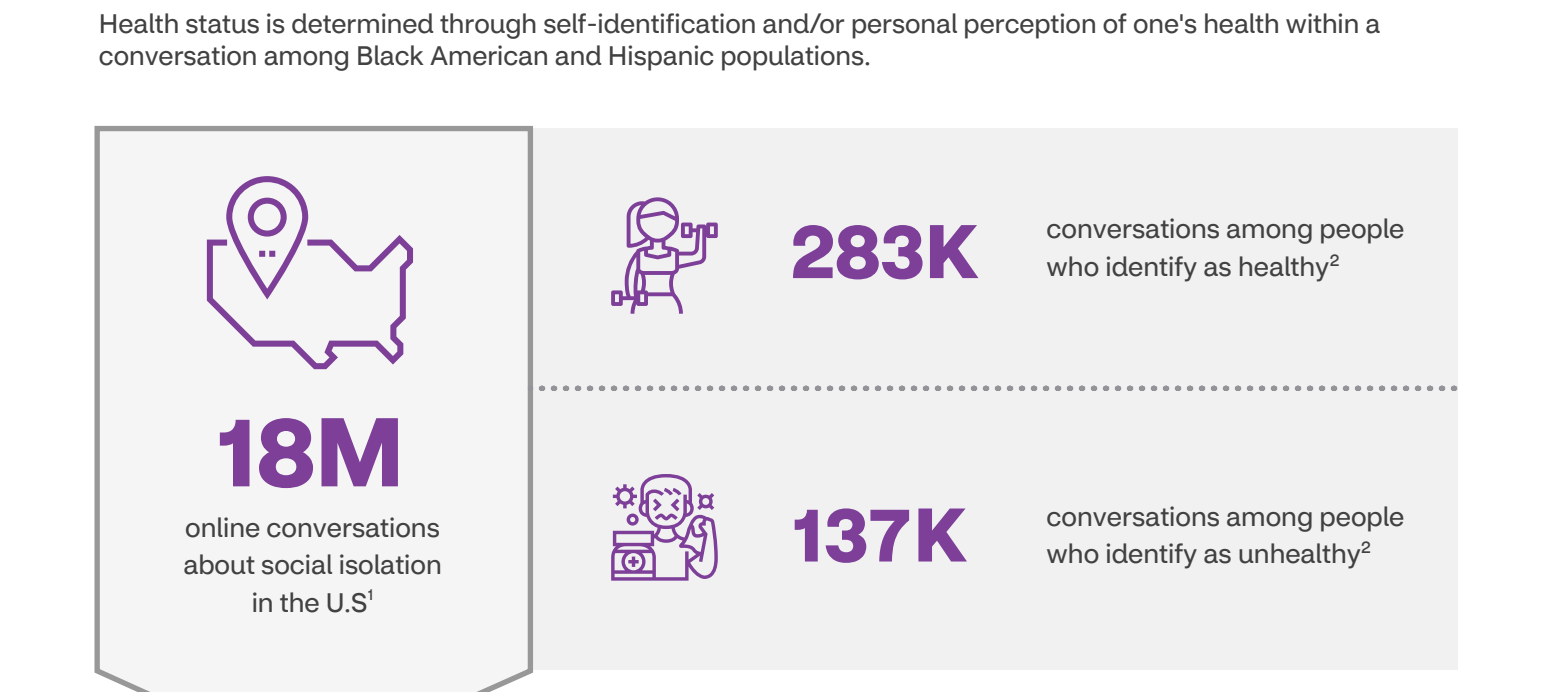 Health status is determined through self-identification and/or personal perception of one's health within a
conversation among Black American and Hispanic populations.
18M
online conversations
about social isolation
in the U.S¹
283K
conversations among people
who identify as healthy²
137K
conversations among people
who identify as unhealthy²